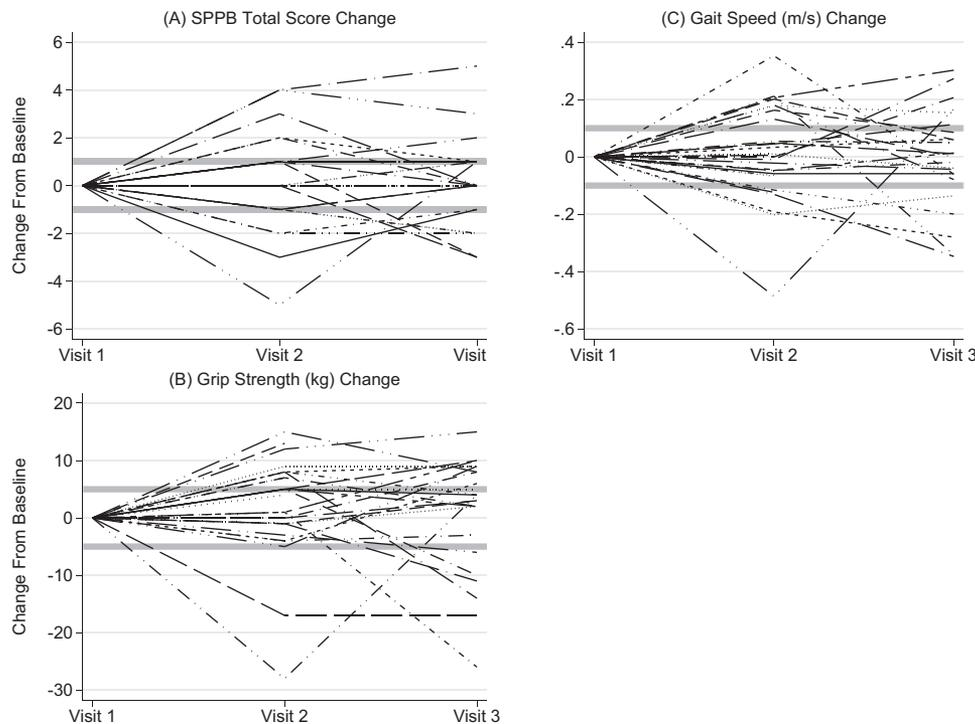 (A) SPPB Total Score Change
6
4
2
0
-2
-4
-6
Change From Baseline
Visit 1
Visit 2
Visit
(C) Gait Speed (m/s) Change
.4
.2
0
-.2
-.4
-.6
Visit 1
Visit 2
Visit 3
(B) Grip Strength (kg) Change
20
10
0
-10
-20
-30
Change From Baseline
Visit 1
Visit 2
Visit 3